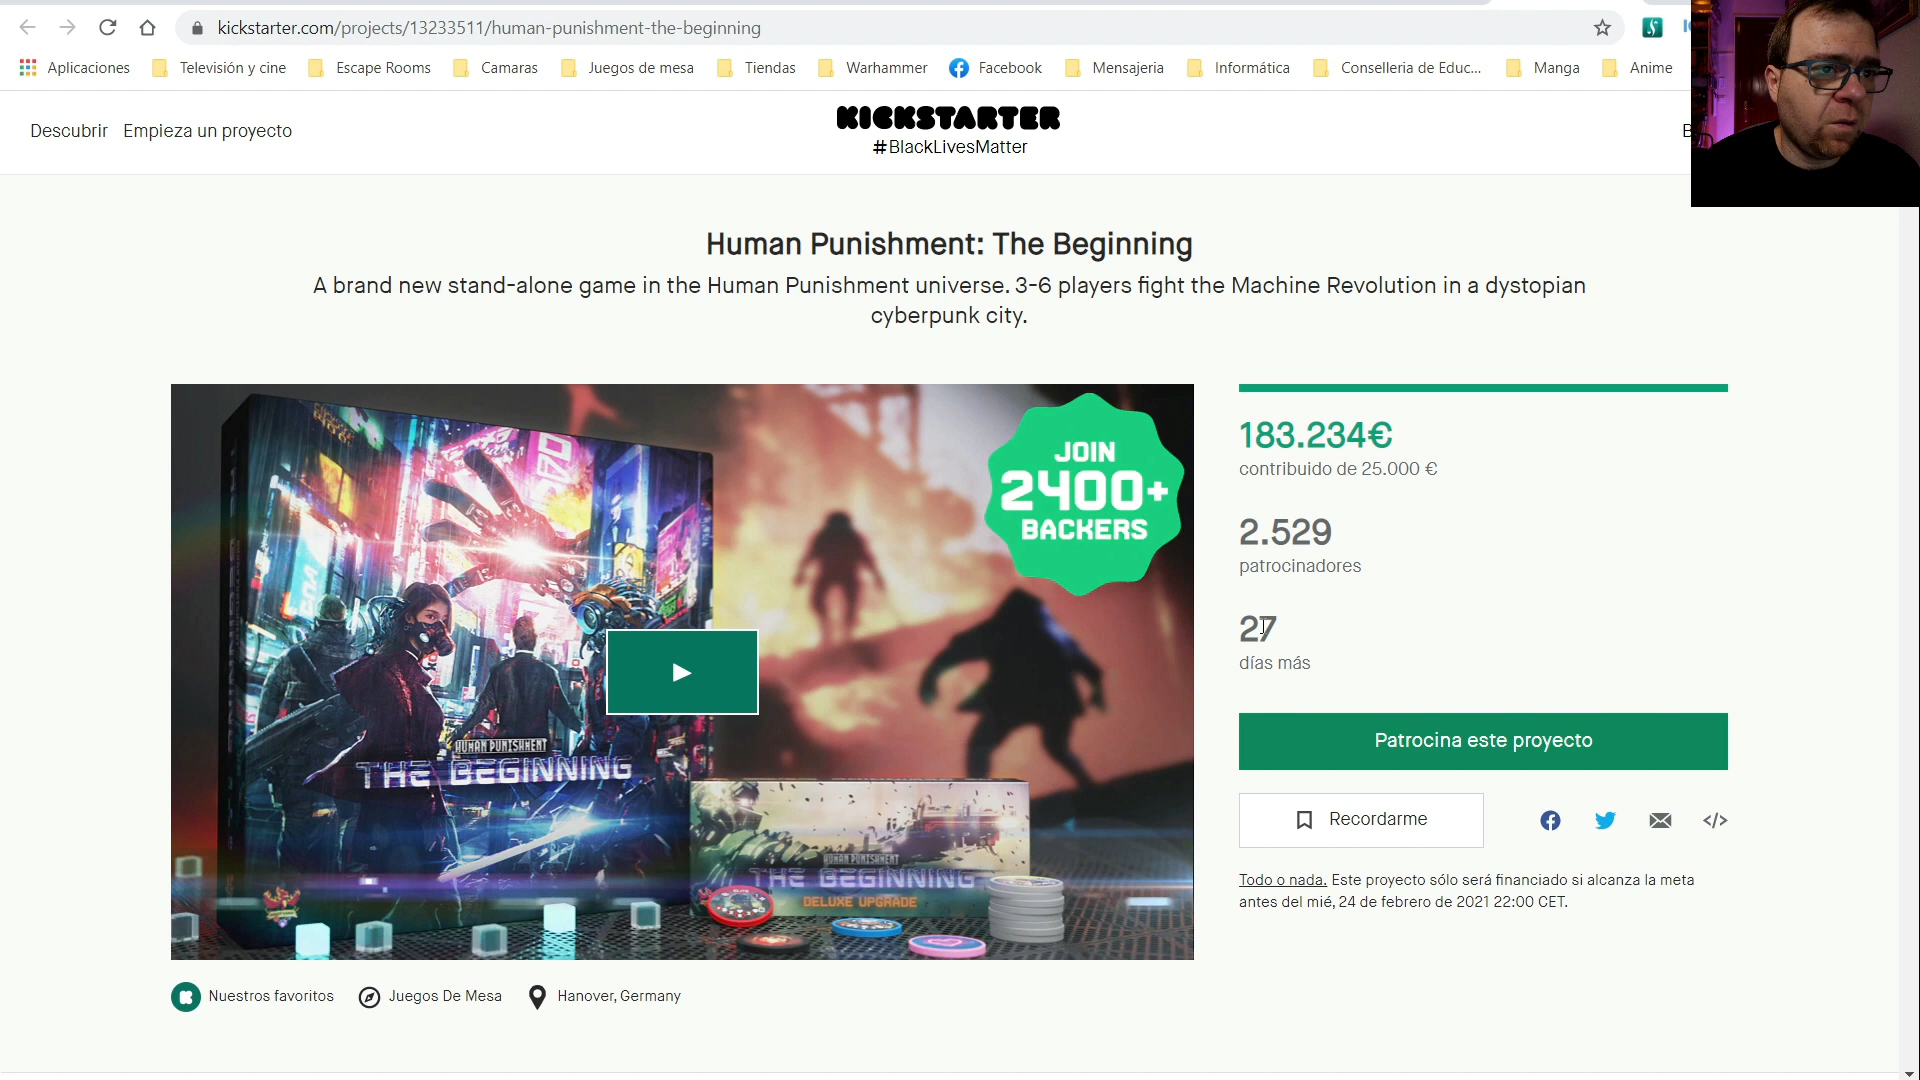 kickstarter.com/projects/13233511/human-punishment-the-beginning
Aplicaciones Televisión y cine Escape Rooms Camaras Juegos de mesa Tiendas Warhammer Facebook Mensajeria Informática Conselleria de Educ... Manga Anime
Descubrir Empieza un proyecto
KICKSTARTER
#BlackLivesMatter
Human Punishment: The Beginning
A brand new stand-alone game in the Human Punishment universe. 3-6 players fight the Machine Revolution in a dystopian
cyberpunk city.
JOIN
2400+
BACKERS
HUMAN PUNISHMENT
THE BEGINNING
HUMAN PUNISHMENT
THE BEGINNING
DELUXE UPGRADE
183.234€
contribuido de 25.000 €
2.529
patrocinadores
27
días más
Patrocina este proyecto
Recordarme
Todo o nada. Este proyecto sólo será financiado si alcanza la meta
antes del mié, 24 de febrero de 2021 22:00 CET.
Nuestros favoritos Juegos De Mesa Hanover, Germany